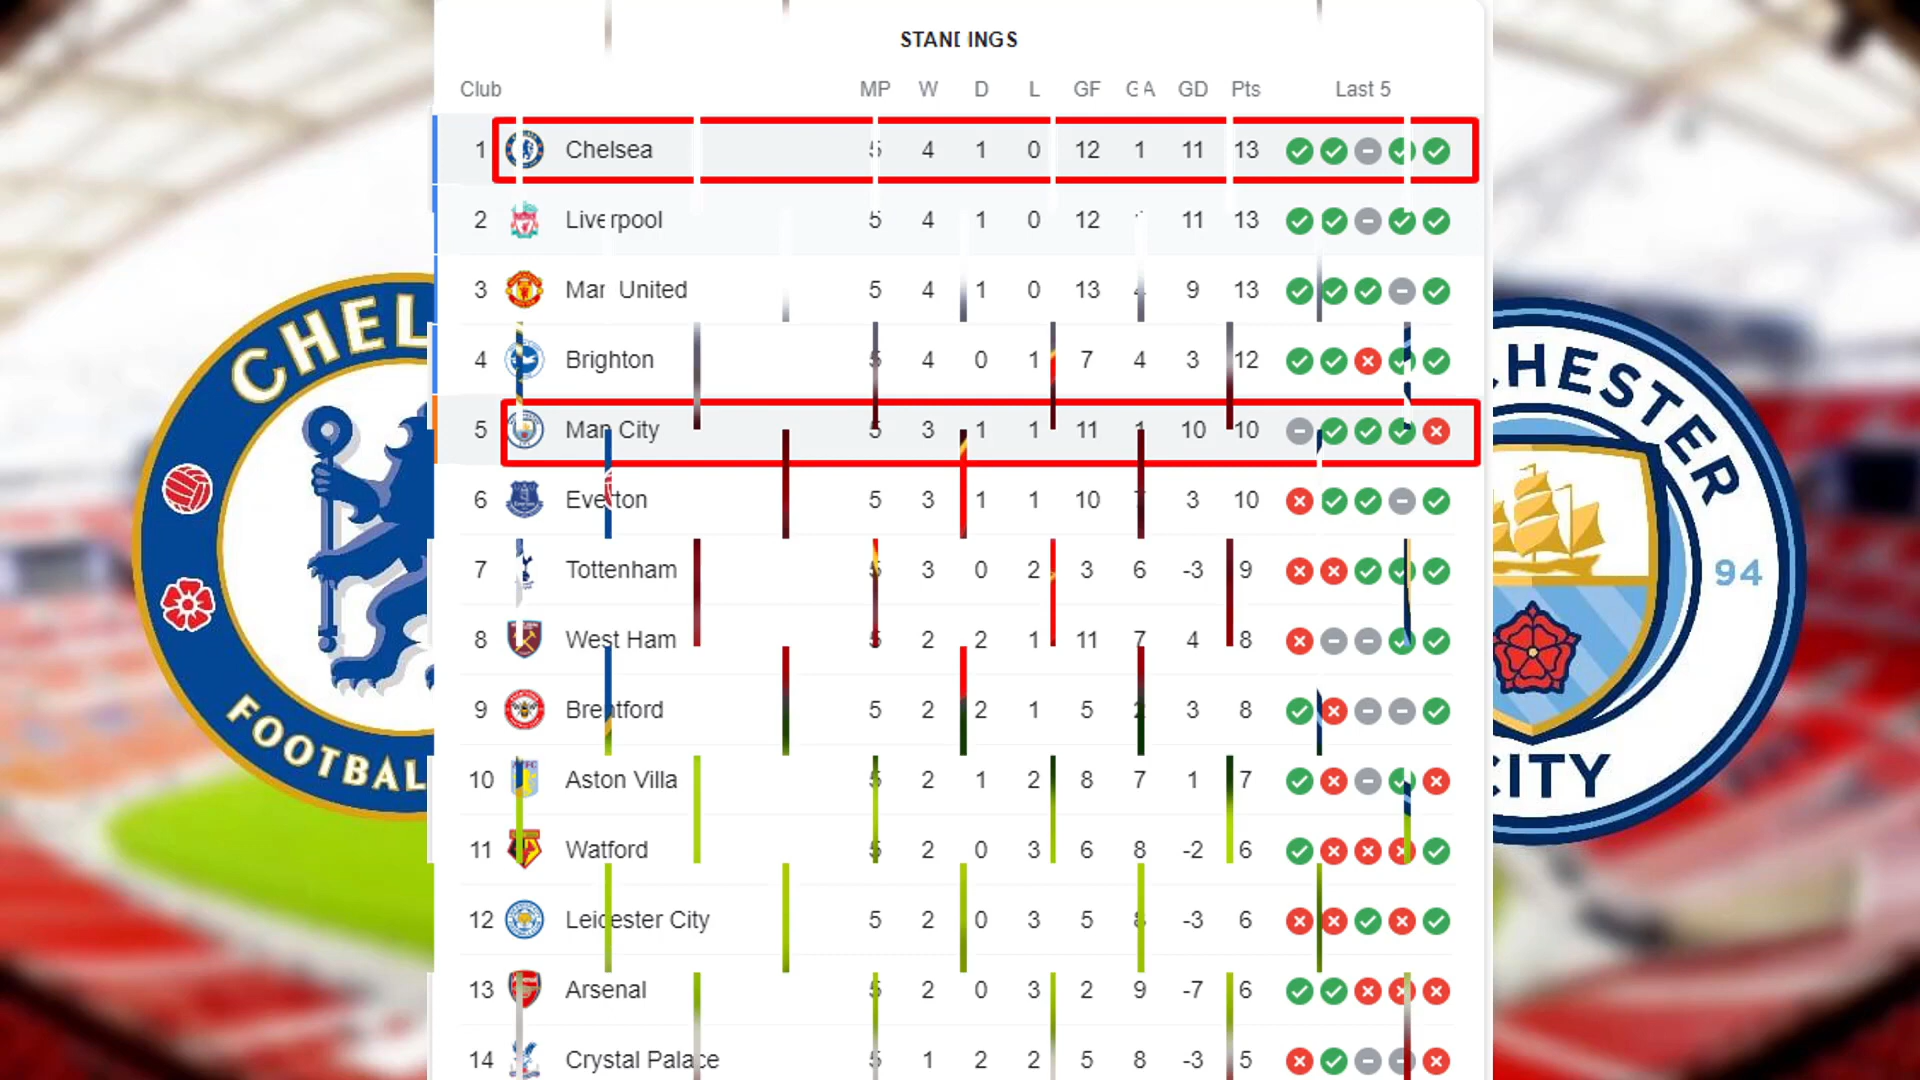 STANDINGS
Club MP W D L GF GA GD Pts Last 5
1 Chelsea 5 4 1 0 12 1 11 13
2 Liverpool 5 4 1 0 12 11 13
3 Man United 5 4 1 0 13 4 9 13
4 Brighton 5 4 0 1 7 4 3 12
5 Man City 5 3 1 1 11 1 10 10
6 Everton 5 3 1 1 10 7 3 10
7 Tottenham 5 3 0 2 3 6 -3 9
8 West Ham 5 2 2 1 11 7 4 8
9 Brentford 5 2 2 1 5 2 3 8
10 Aston Villa 5 2 1 2 8 7 1 7
11 Watford 5 2 0 3 6 8 -2 6
12 Leicester City 5 2 0 3 5 8 -3 6
13 Arsenal 5 2 0 3 2 9 -7 6
14 Crystal Palace 5 1 2 2 5 8 -3 5
CHEL
FOOTBAL
CHESTER
94
CITY